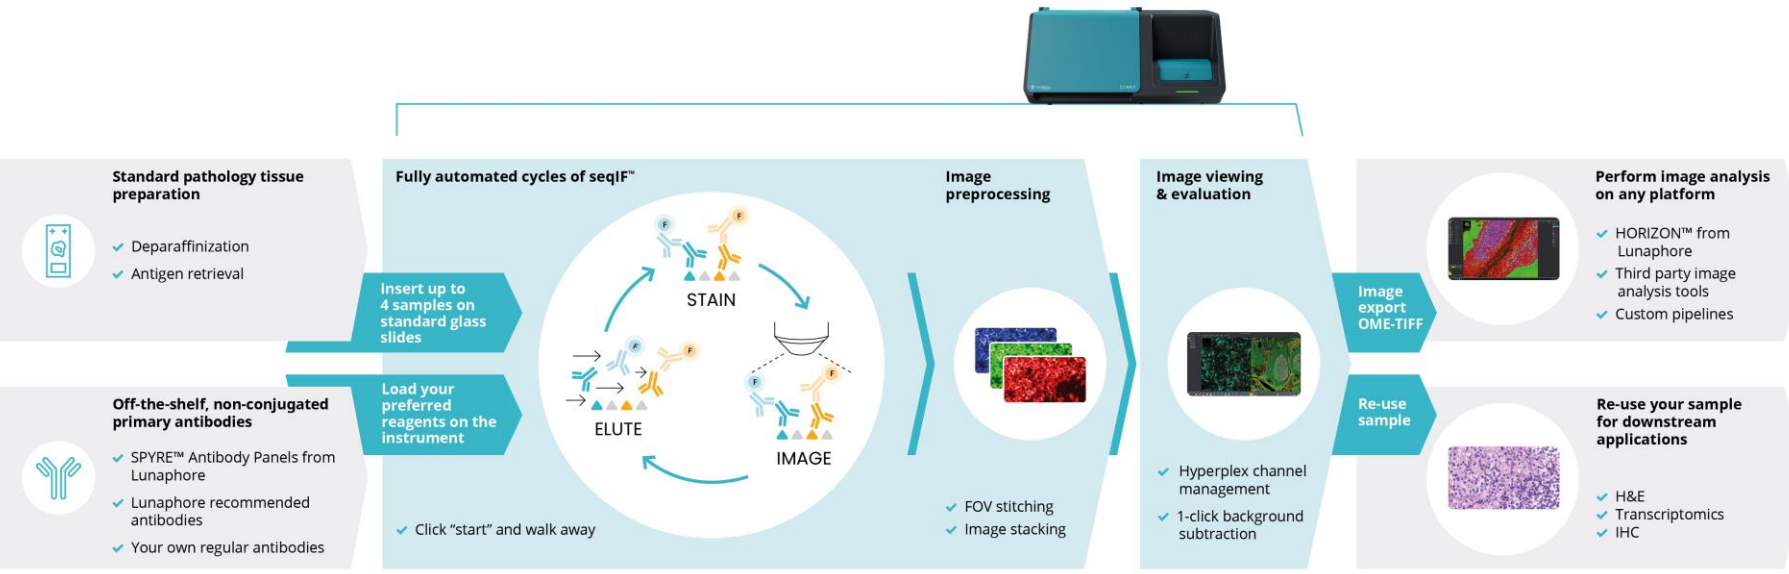 Standard pathology tissue
preparation
Deparaffinization
Antigen retrieval
Off-the-shelf, non-conjugated
primary antibodies
SPYRE™ Antibody Panels from
Lunaphore
Lunaphore recommended
antibodies
Your own regular antibodies
Insert up to
4 samples on
standard glass
slides
Load your
preferred
reagents on the
instrument
Fully automated cycles of seqIF™
F
F
STAIN
F
F
IMAGE
F
F
ELUTE
Click “start” and walk away
Image
preprocessing
FOV stitching
Image stacking
Image viewing
& evaluation
Hyperplex channel
management
1-click background
subtraction
Image
export
OME-TIFF
Re-use
sample
Perform image analysis
on any platform
HORIZON™ from
Lunaphore
Third party image
analysis tools
Custom pipelines
Re-use your sample
for downstream
applications
H&E
Transcriptomics
IHC